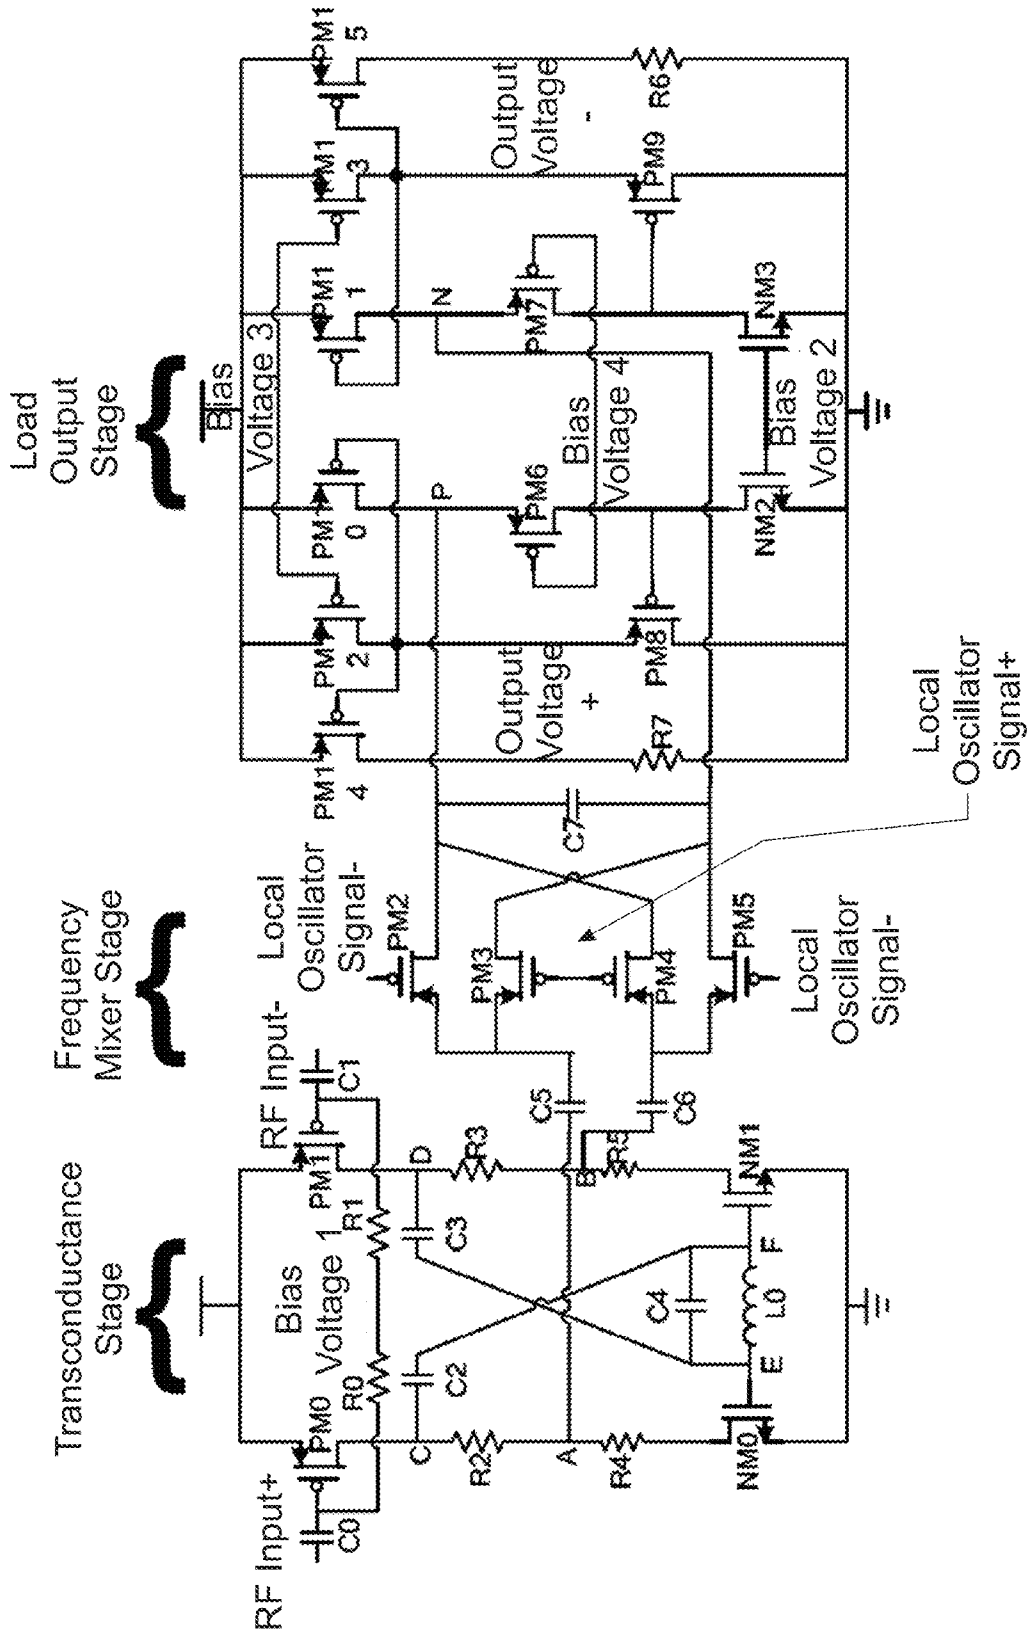 Transconductance
Stage
Frequency
Mixer Stage
Load
Output
Stage
RF Input+
C0
PM0
Bias
Voltage 1
R0
R1
PM1
RF Input-
C1
C
C2
C3
D
R2
R3
A
B
R4
R5
C4
L0
E
F
NM0
NM1
C5
C6
Local
Oscillator
Signal-
PM2
PM3
PM4
PM5
Local
Oscillator
Signal-
Local
Oscillator
Signal+
C7
PM1
4
PM1
2
PM1
0
Bias
Voltage 3
PM1
1
PM1
3
PM1
5
P
N
Output
Voltage
+
PM6
Bias
Voltage 4
PM7
Output
Voltage
-
R7
PM8
PM9
R6
NM2
Bias
Voltage 2
NM3